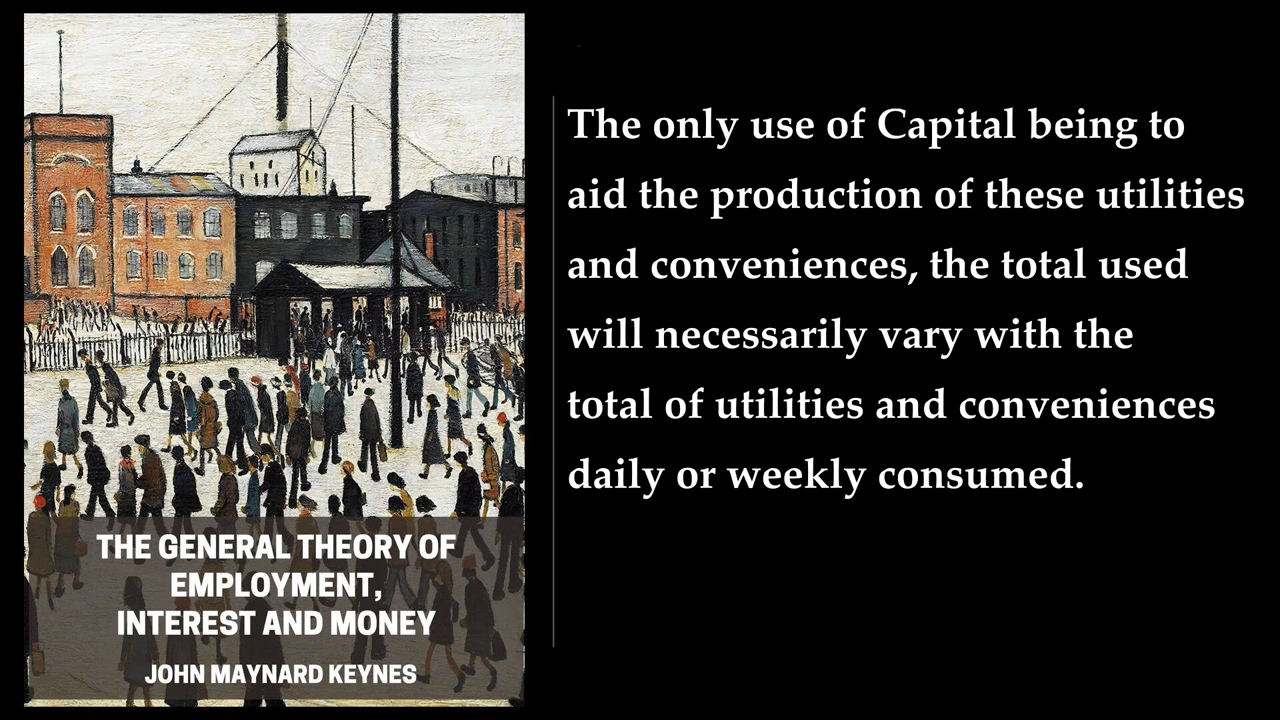 The only use of Capital being to
aid the production of these utilities
and conveniences, the total used
will necessarily vary with the
total of utilities and conveniences
daily or weekly consumed.
THE GENERAL THEORY OF
EMPLOYMENT,
INTEREST AND MONEY
JOHN MAYNARD KEYNES